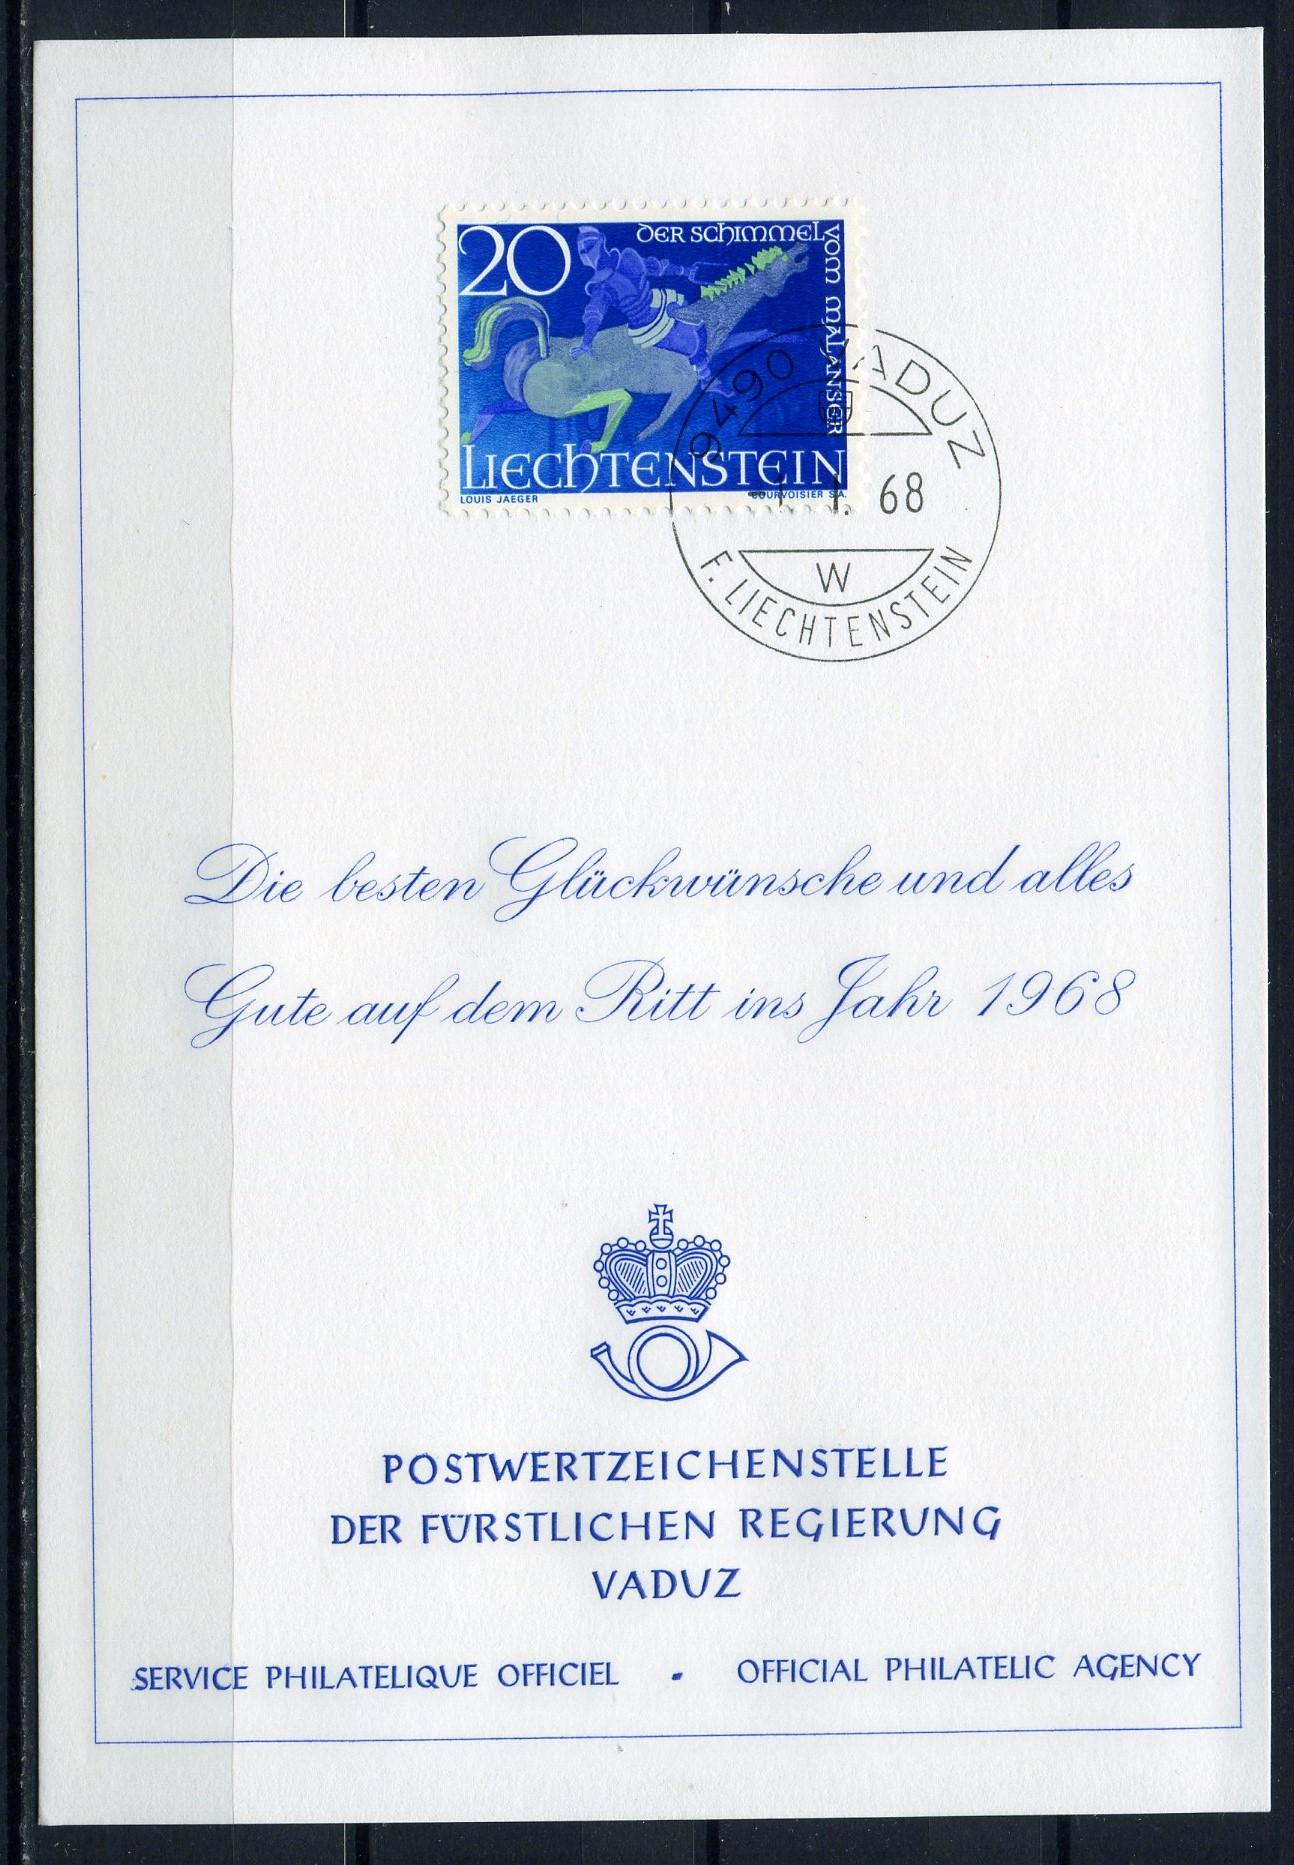 20
DER SCHIMMEL
VOM MALANSER
LIECHTENSTEIN
LOUIS JAEGER
COURVOISIER S.A.
9490 VADUZ
-1. 1. 68
W
F. LIECHTENSTEIN
Die besten Glückwünsche und alles
Gute auf dem Ritt ins Jahr 1968
POSTWERTZEICHENSTELLE
DER FÜRSTLICHEN REGIERUNG
VADUZ
SERVICE PHILATELIQUE OFFICIEL - OFFICIAL PHILATELIC AGENCY